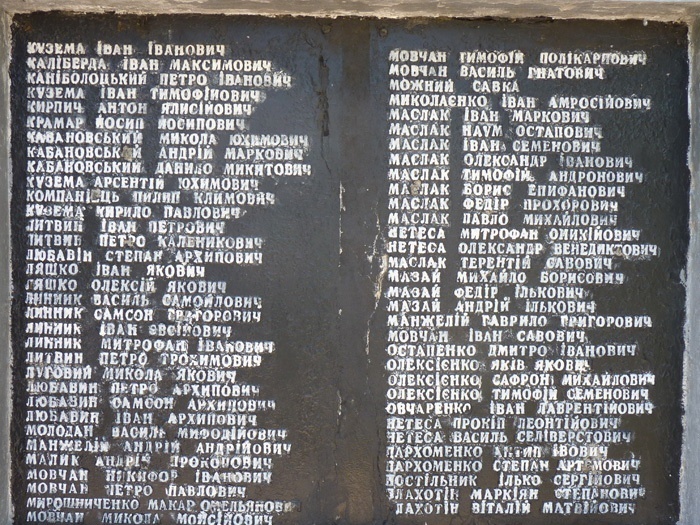 КУЗЕМА ІВАН ІВАНОВИЧ
КАЛІБЕРДА ІВАН МАКСИМОВИЧ
КАНІБОЛОЦЬКИЙ ПЕТРО ІВАНОВИЧ
КУЗЕМА ІВАН ТИМОФІЙОВИЧ
КИРПИЧ АНТОН ЯЛИСІЙОВИЧ
КРАМАР ЙОСИП ЙОСИПОВИЧ
КАБАНОВСЬКИЙ МИКОЛА ЮХИМОВИЧ
КАБАНОВСЬКИЙ АНДРІЙ МАРКОВИЧ
КАБАНОВСЬКИЙ ДАНИЛО МИКИТОВИЧ
КУЗЕМА АРСЕНТІЙ ЮХИМОВИЧ
КОМПАНІЄЦЬ ПИЛИП КЛИМОВИЧ
КУЗЕМА КИРИЛО ПАВЛОВИЧ
ЛИТВИН ІВАН ПЕТРОВИЧ
ЛИТВИН ПЕТРО КАЛЕНИКОВИЧ
ЛЮБАВІН СТЕПАН АРХИПОВИЧ
ЛЯШКО ІВАН ЯКОВИЧ
ЛЯШКО ОЛЕКСІЙ ЯКОВИЧ
ЛИННИК ВАСИЛЬ САМОЙЛОВИЧ
ЛИННИК САМСОН ГРИГОРОВИЧ
ЛИННИК ІВАН ОВСІЙОВИЧ
ЛИННИК МИТРОФАН ІВАНОВИЧ
ЛИТВИН ПЕТРО ТРОХИМОВИЧ
ЛУГОВИЙ МИКОЛА ЯКОВИЧ
ЛЮБАВИН ПЕТРО АРХИПОВИЧ
ЛЮБАВИН САМСОН АРХИПОВИЧ
ЛЮБАВИН ІВАН АРХИПОВИЧ
МОЛОДАН ВАСИЛЬ МИФОДІЙОВИЧ
МАНЖЕЛІЙ АНДРІЙ АНДРІЙОВИЧ
МАЛИК АНДРІЙ ПРОКОПОВИЧ
МОВЧАН НИКИФОР ІВАНОВИЧ
МОВЧАН ПЕТРО ПАВЛОВИЧ
МИРОШНИЧЕНКО МАКАР ОМЕЛЬЯНОВИЧ
МОВЧАН МИКОЛА МОЙСІЙОВИЧ
МОВЧАН ТИМОФІЙ ПОЛІКАРПОВИЧ
МОВЧАН ВАСИЛЬ ГНАТОВИЧ
МОЖНИЙ САВКА
МИКОЛАЄНКО ІВАН АМРОСІЙОВИЧ
МАСЛАК ІВАН МАРКОВИЧ
МАСЛАК НАУМ ОСТАПОВИЧ
МАСЛАК ІВАН СЕМЕНОВИЧ
МАСЛАК ОЛЕКСАНДР ІВАНОВИЧ
МАСЛАК ТИМОФІЙ АНДРОНОВИЧ
МАСЛАК БОРИС ЕПИФАНОВИЧ
МАСЛАК ФЕДІР ПРОХОРОВИЧ
МАСЛАК ПАВЛО МИХАЙЛОВИЧ
НЕТЕСА МИТРОФАН ОНИХІЙОВИЧ
НЕТЕСА ОЛЕКСАНДР ВЕНЕДИКТОВИЧ
МАСЛАК ТЕРЕНТІЙ САВОВИЧ
МАЗАЙ МИХАЙЛО БОРИСОВИЧ
МАЗАЙ ФЕДІР ІЛЬКОВИЧ
МАЗАЙ АНДРІЙ ІЛЬКОВИЧ
МАНЖЕЛІЙ ГАВРИЛО ГРИГОРОВИЧ
МОВЧАН ІВАН САВОВИЧ
ОСТАПЕНКО ДМИТРО ІВАНОВИЧ
ОЛЕКСІЄНКО ЯКІВ ЯКОВИЧ
ОЛЕКСІЄНКО САФРОН МИХАЙЛОВИЧ
ОЛЕКСІЄНКО ТИМОФІЙ СЕМЕНОВИЧ
ОВЧАРЕНКО ІВАН ЛАВРЕНТІЙОВИЧ
НЕТЕСА ПРОКІП ЛЕОНТІЙОВИЧ
НЕТЕСА ВАСИЛЬ СЕЛІВЕРСТОВИЧ
ПАРХОМЕНКО АНТИП ІВОВИЧ
ПАРХОМЕНКО СТЕПАН АРТЕМОВИЧ
ПОСТІЛЬНИК ІЛЬКО СЕРГІЙОВИЧ
ПЛАХОТІН МАРКІЯН СТЕПАНОВИЧ
ПЛАХОТІН ВІТАЛІЙ МАТВІЙОВИЧ